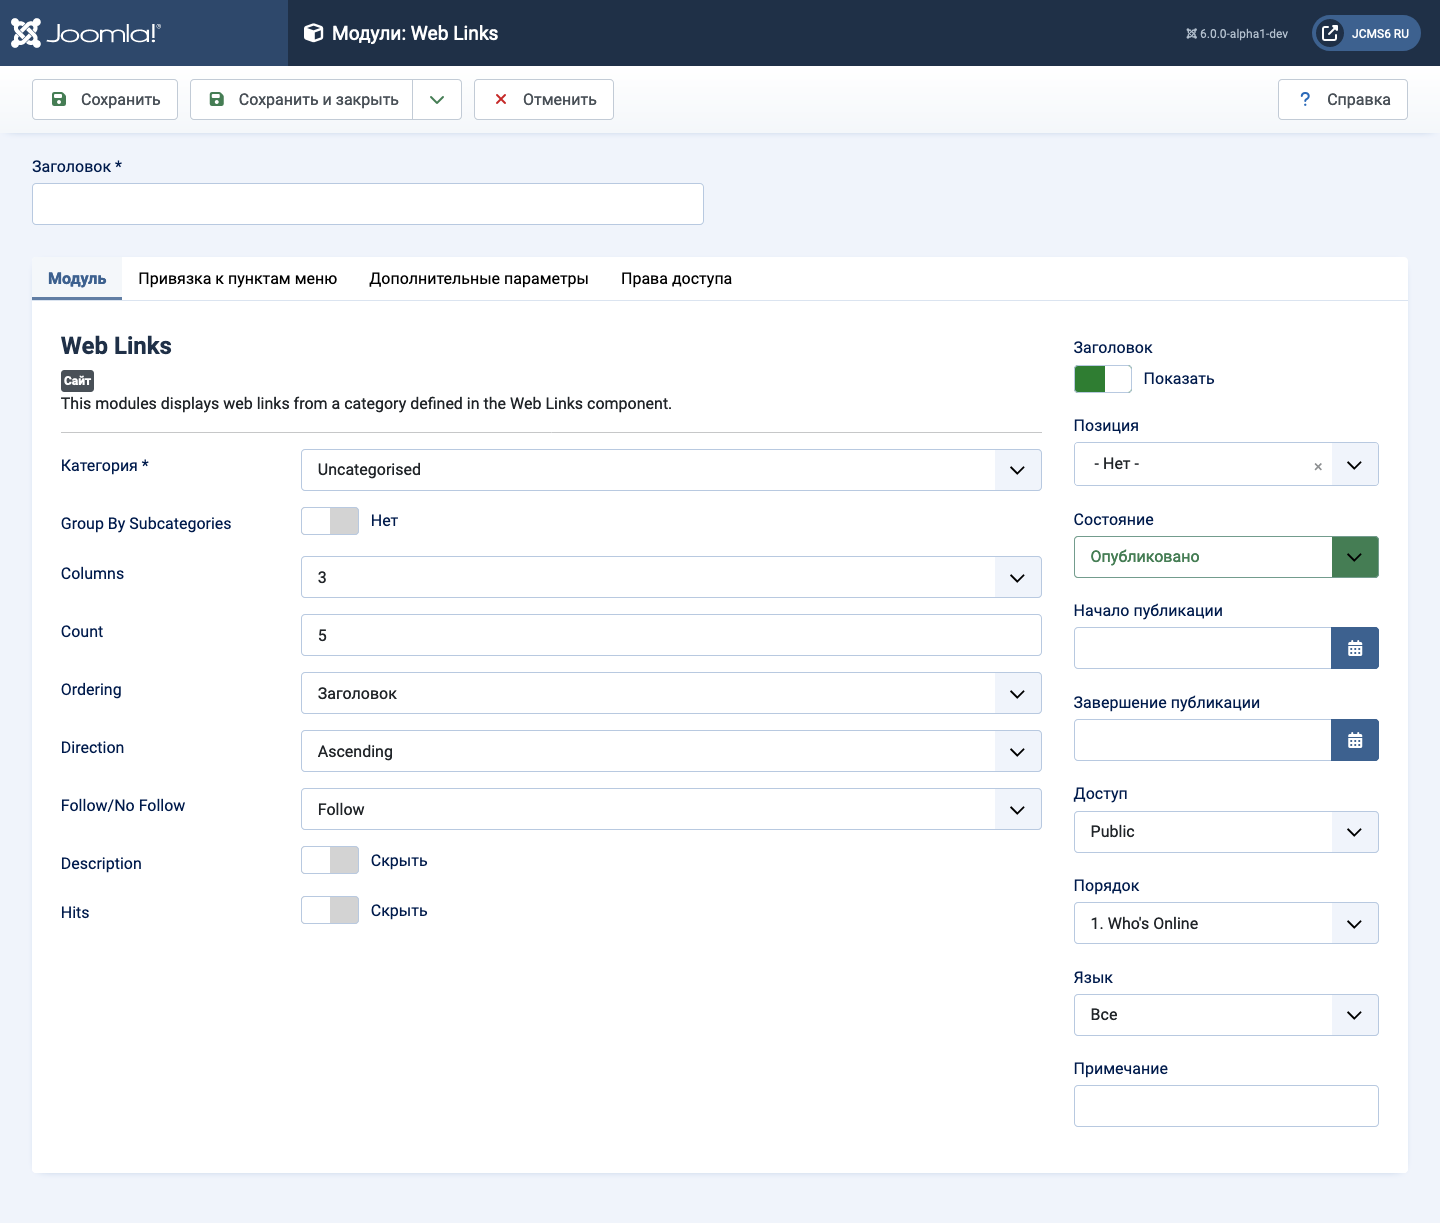 Joomla!®
Модули: Web Links
6.0.0-alpha1-dev
JCMS6 RU
Сохранить
Сохранить и закрыть
Отменить
? Справка
Заголовок *
Модуль
Привязка к пунктам меню
Дополнительные параметры
Права доступа
Web Links
Сайт
This modules displays web links from a category defined in the Web Links component.
Категория *
Uncategorised
Group By Subcategories
Нет
Columns
3
Count
5
Ordering
Заголовок
Direction
Ascending
Follow/No Follow
Follow
Description
Скрыть
Hits
Скрыть
Заголовок
Показать
Позиция
- Нет -
×
Состояние
Опубликовано
Начало публикации
Завершение публикации
Доступ
Public
Порядок
1. Who's Online
Язык
Все
Примечание